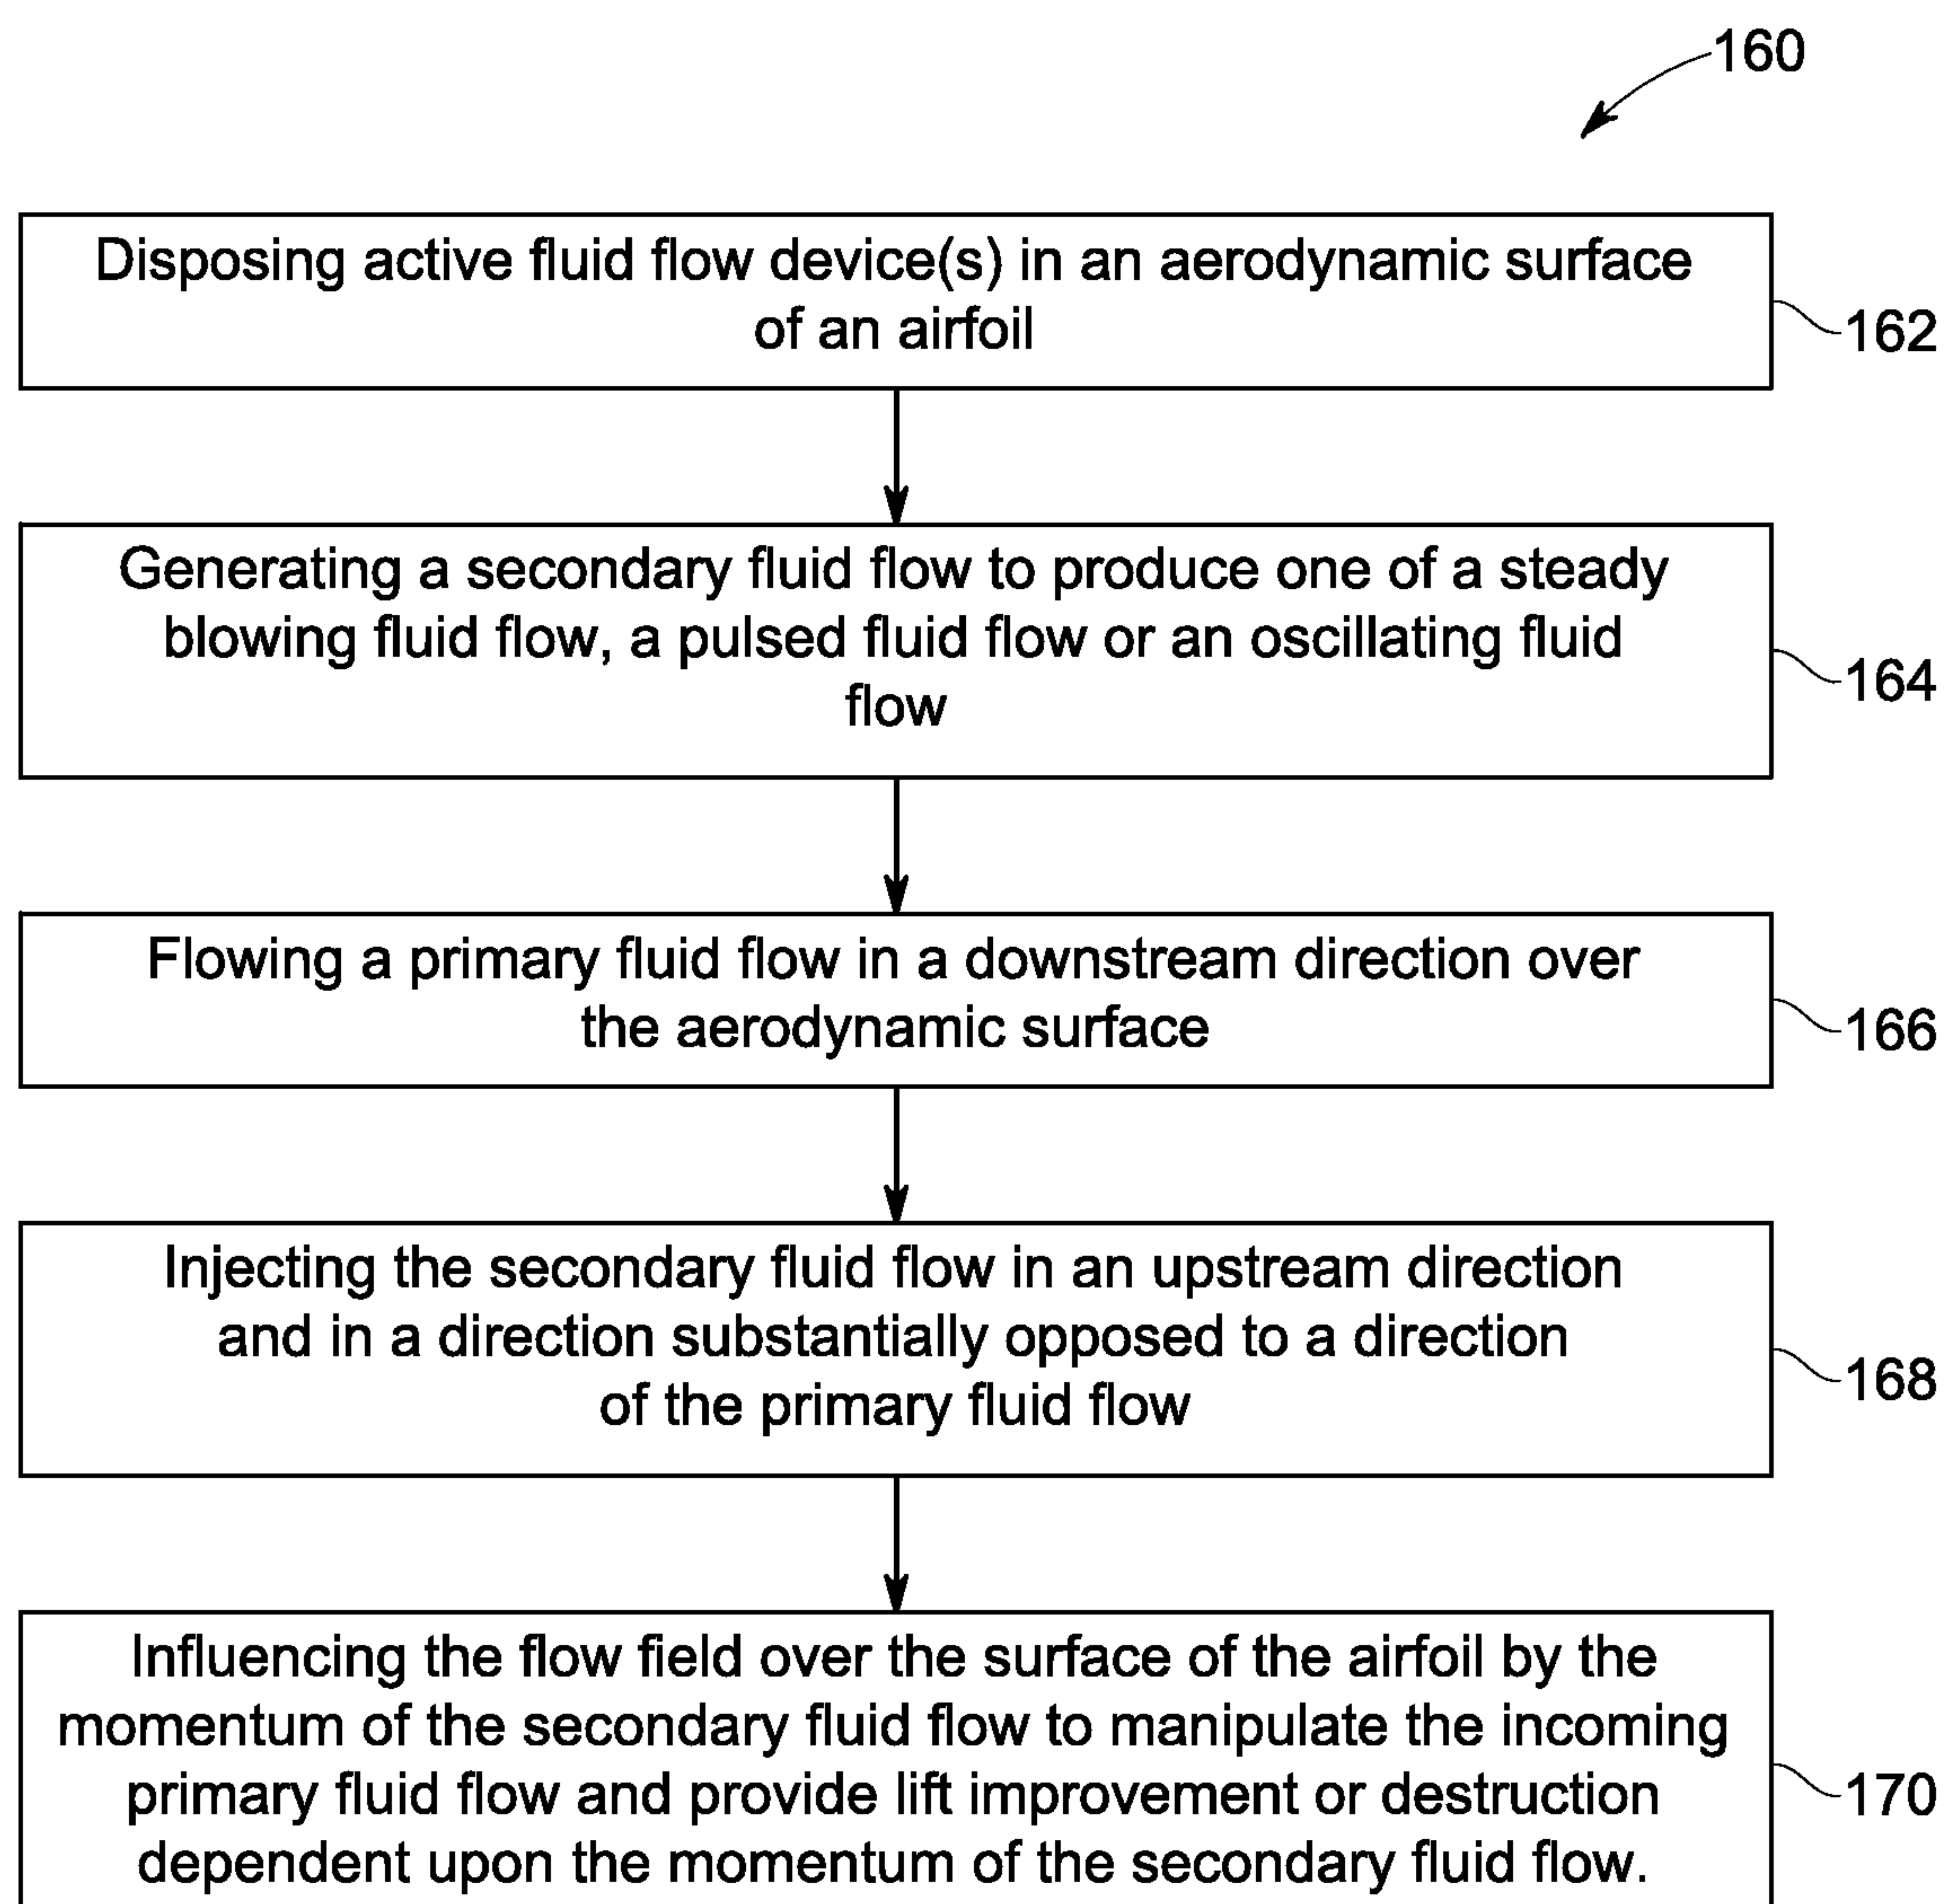 160
Disposing active fluid flow device(s) in an aerodynamic surface
of an airfoil
162
Generating a secondary fluid flow to produce one of a steady
blowing fluid flow, a pulsed fluid flow or an oscillating fluid
flow
164
Flowing a primary fluid flow in a downstream direction over
the aerodynamic surface
166
Injecting the secondary fluid flow in an upstream direction
and in a direction substantially opposed to a direction
of the primary fluid flow
168
Influencing the flow field over the surface of the airfoil by the
momentum of the secondary fluid flow to manipulate the incoming
primary fluid flow and provide lift improvement or destruction
dependent upon the momentum of the secondary fluid flow.
170